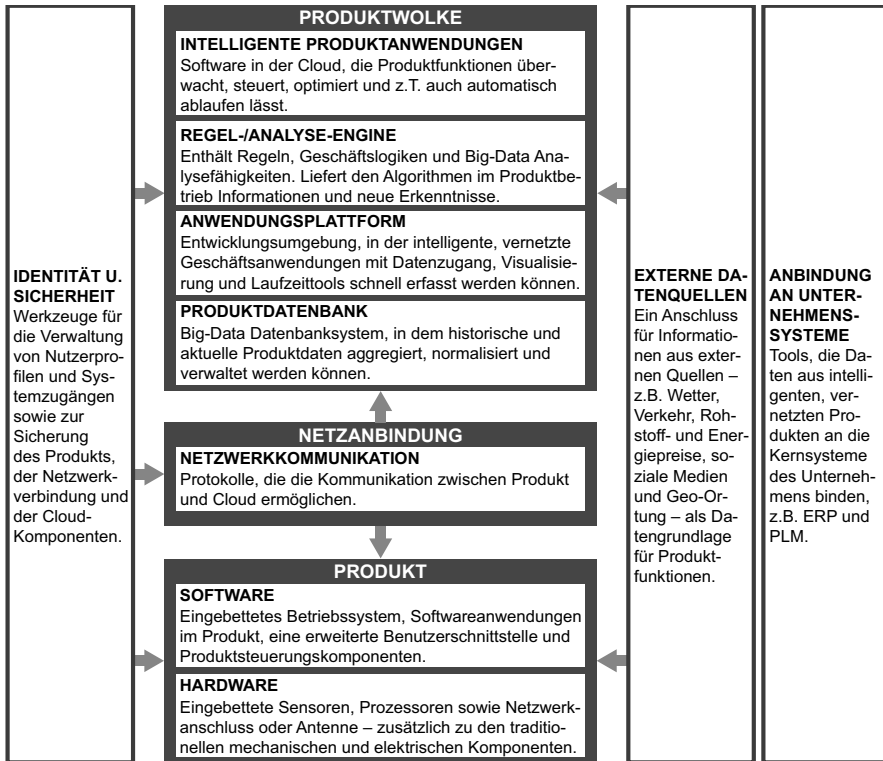 PRODUKTWOLKE
INTELLIGENTE PRODUKTANWENDUNGEN
Software in der Cloud, die Produktfunktionen über-
wacht, steuert, optimiert und z.T. auch automatisch
ablaufen lässt.
REGEL-/ANALYSE-ENGINE
Enthält Regeln, Geschäftslogiken und Big-Data Ana-
lysefähigkeiten. Liefert den Algorithmen im Produktbe-
trieb Informationen und neue Erkenntnisse.
ANWENDUNGSPLATTFORM
Entwicklungsumgebung, in der intelligente, vernetzte
Geschäftsanwendungen mit Datenzugang, Visualisie-
rung und Laufzeittools schnell erfasst werden können.
PRODUKTDATENBANK
Big-Data Datenbanksystem, in dem historische und
aktuelle Produktdaten aggregiert, normalisiert und
verwaltet werden können.
NETZANBINDUNG
NETZWERKKOMMUNIKATION
Protokolle, die die Kommunikation zwischen Produkt
und Cloud ermöglichen.
PRODUKT
SOFTWARE
Eingebettetes Betriebssystem, Softwareanwendungen
im Produkt, eine erweiterte Benutzerschnittstelle und
Produktsteuerungskomponenten.
HARDWARE
Eingebettete Sensoren, Prozessoren sowie Netzwerk-
anschluss oder Antenne – zusätzlich zu den traditio-
nellen mechanischen und elektrischen Komponenten.
IDENTITÄT U.
SICHERHEIT
Werkzeuge für
die Verwaltung
von Nutzerpro-
filen und Sys-
temzugängen
sowie zur
Sicherung
des Produkts,
der Netzwerk-
verbindung und
der Cloud-
Komponenten.
EXTERNE DA-
TENQUELLEN
Ein Anschluss
für Informatio-
nen aus exter-
nen Quellen –
z.B. Wetter,
Verkehr, Roh-
stoff- und Ener-
giepreise, so-
ziale Medien
und Geo-Or-
tung – als Da-
tengrundlage
für Produkt-
funktionen.
ANBINDUNG
AN UNTER-
NEHMENS-
SYSTEME
Tools, die Da-
ten aus intelli-
genten, ver-
netzten Pro-
dukten an die
Kernsysteme
des Unterneh-
mens binden,
z.B. ERP und
PLM.